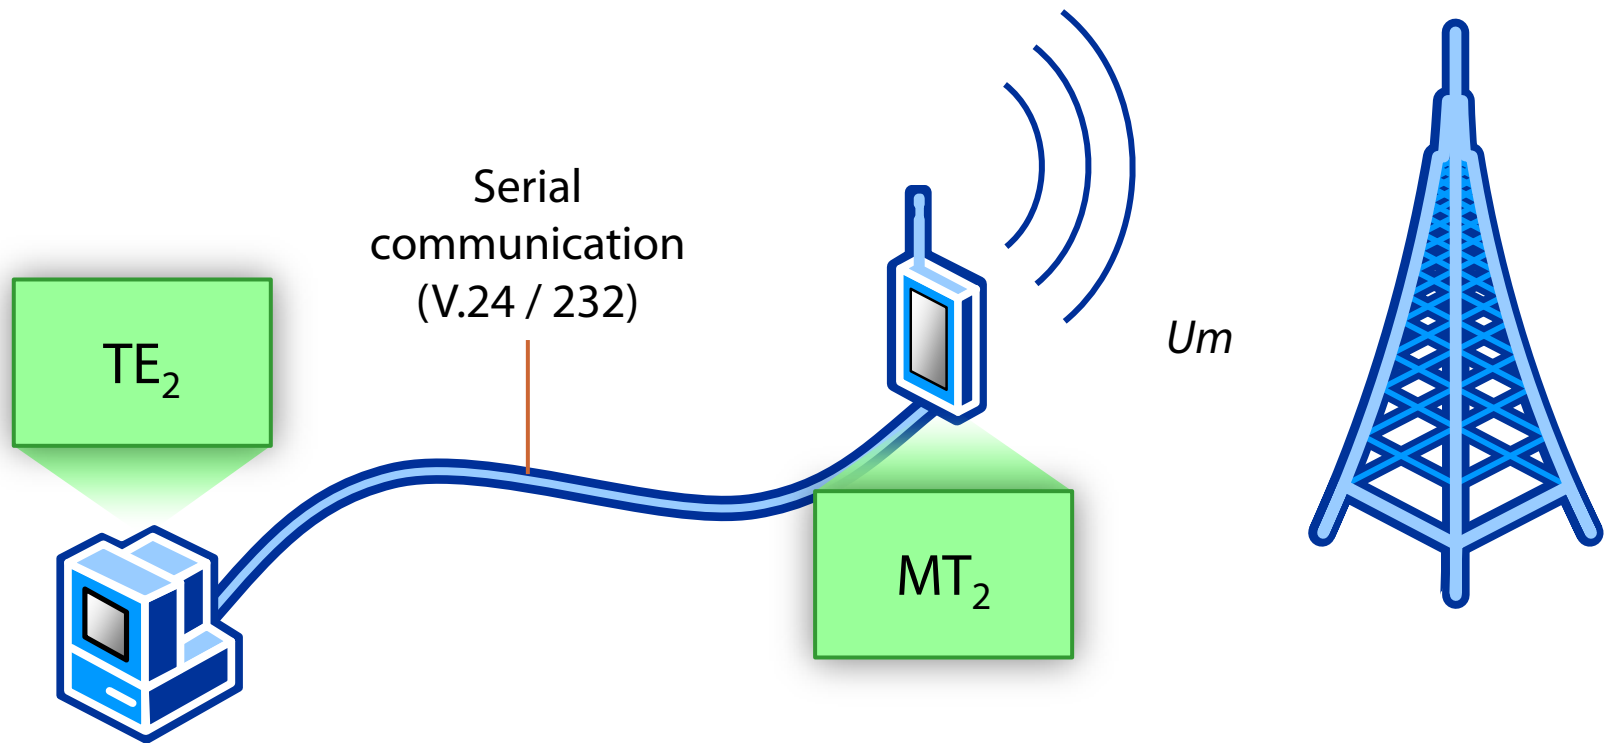 Serial
communication
(V.24 / 232)
TE₂
Um
MT₂